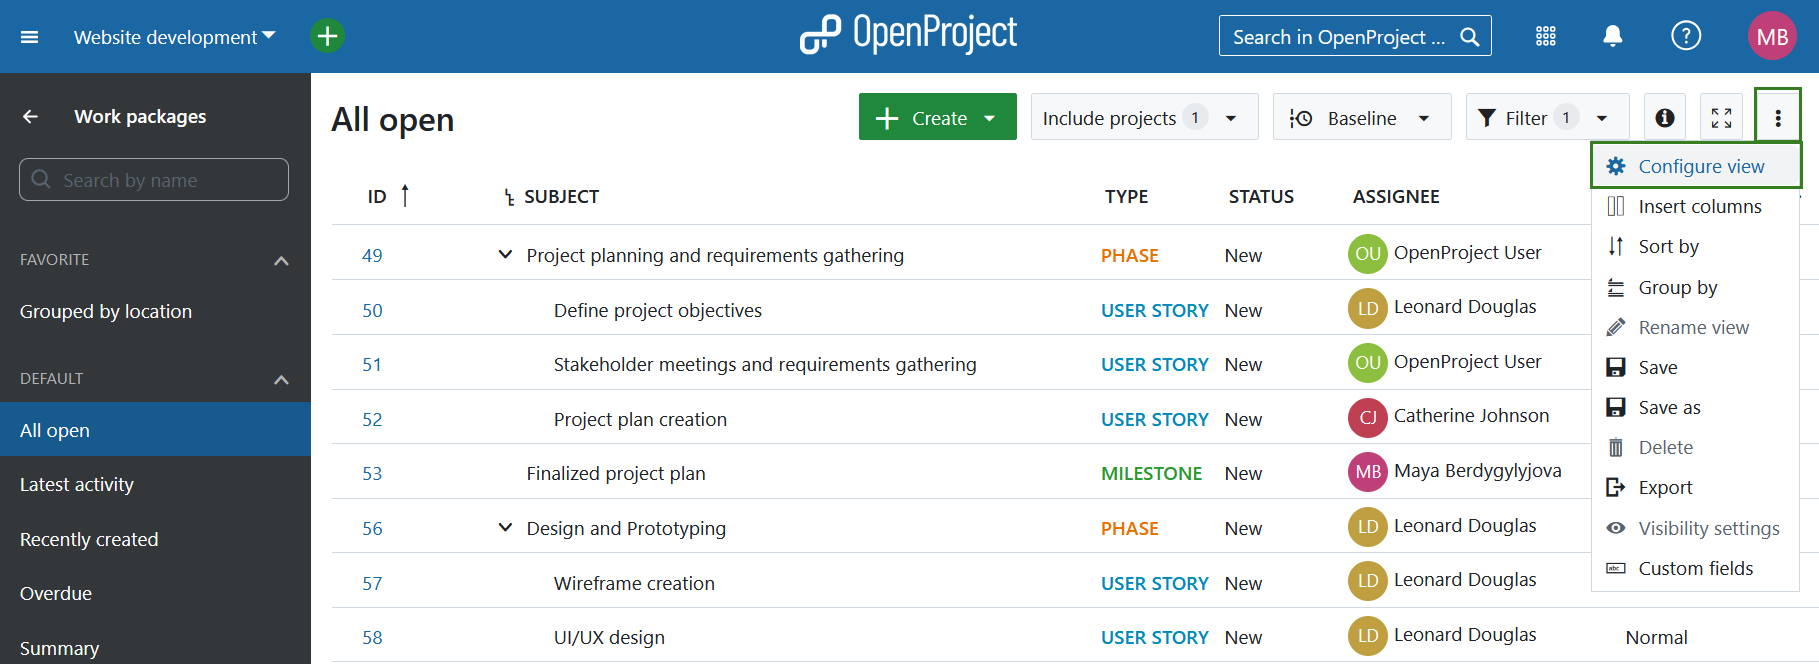 Website development
OpenProject
Search in OpenProject ...
?
MB
Work packages
Search by name
FAVORITE
Grouped by location
DEFAULT
All open
Latest activity
Recently created
Overdue
Summary
All open
Create
Include projects 1
Baseline
Filter 1
ID SUBJECT TYPE STATUS ASSIGNEE
49 Project planning and requirements gathering PHASE New OU OpenProject User
50 Define project objectives USER STORY New LD Leonard Douglas
51 Stakeholder meetings and requirements gathering USER STORY New OU OpenProject User
52 Project plan creation USER STORY New CJ Catherine Johnson
53 Finalized project plan MILESTONE New MB Maya Berdygylyjova
56 Design and Prototyping PHASE New LD Leonard Douglas
57 Wireframe creation USER STORY New LD Leonard Douglas
58 UI/UX design USER STORY New LD Leonard Douglas Normal
Configure view
Insert columns
Sort by
Group by
Rename view
Save
Save as
Delete
Export
Visibility settings
abc Custom fields